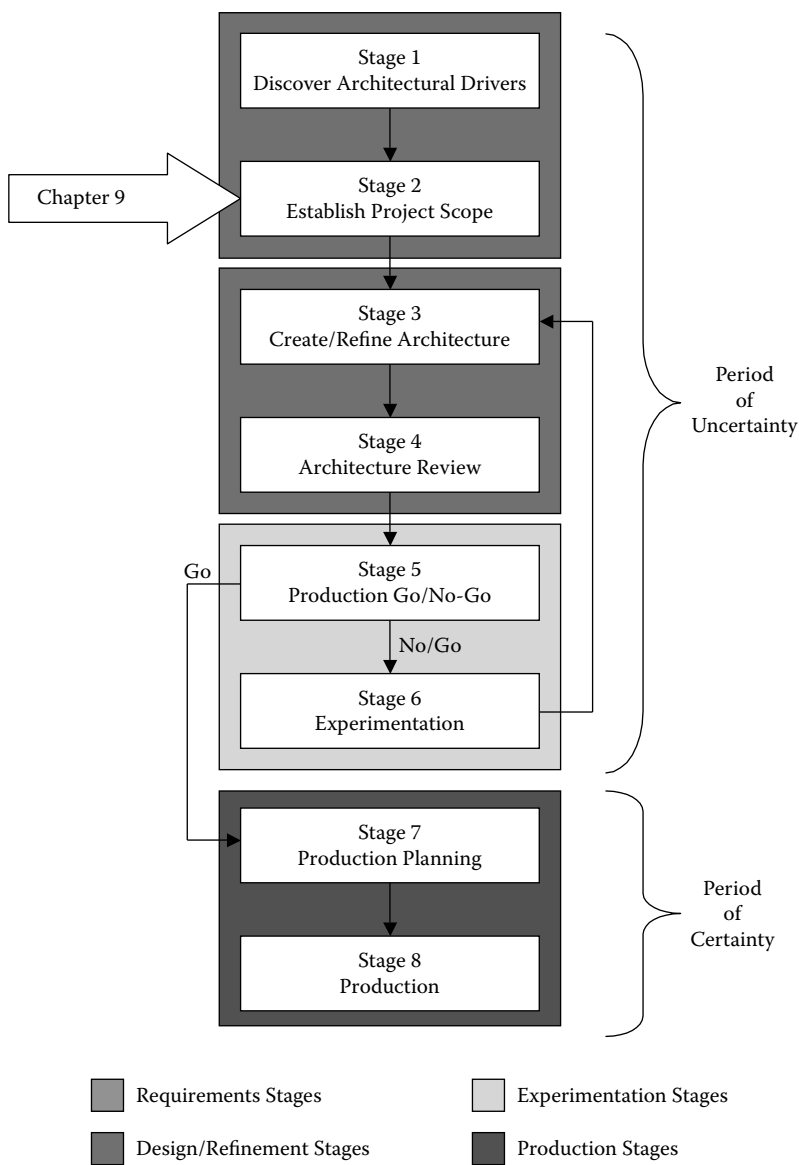 Stage 1
Discover Architectural Drivers
Chapter 9
Stage 2
Establish Project Scope
Stage 3
Create/Refine Architecture
Period
of
Uncertainty
Stage 4
Architecture Review
Go
Stage 5
Production Go/No-Go
No/Go
Stage 6
Experimentation
Stage 7
Production Planning
Period
of
Certainty
Stage 8
Production
Requirements Stages
Experimentation Stages
Design/Refinement Stages
Production Stages